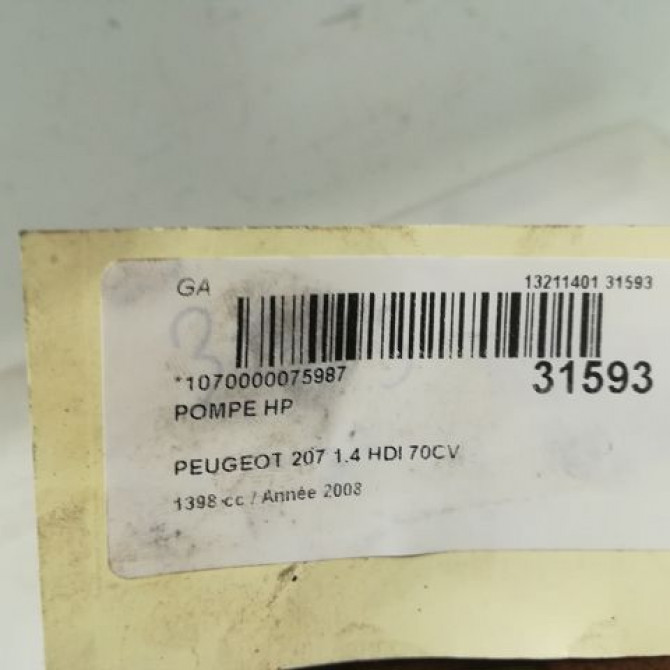 GA
13211401 31593
*1070000075987
31593
POMPE HP
PEUGEOT 207 1.4 HDI 70CV
1398 cc / Année 2008